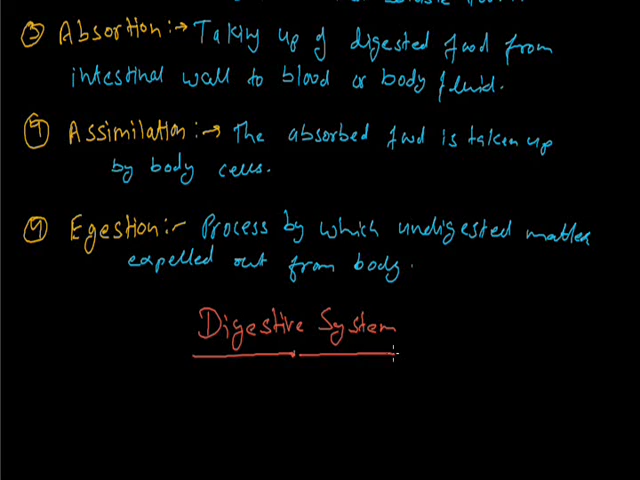 ③ Absortion :→ Taking up of digested food from
intestinal wall to blood or body fluid.
④ Assimilation :→ The absorbed food is taken up
by body cells.
④ Egestion :- Process by which undigested matter
expelled out from body.
Digestive System